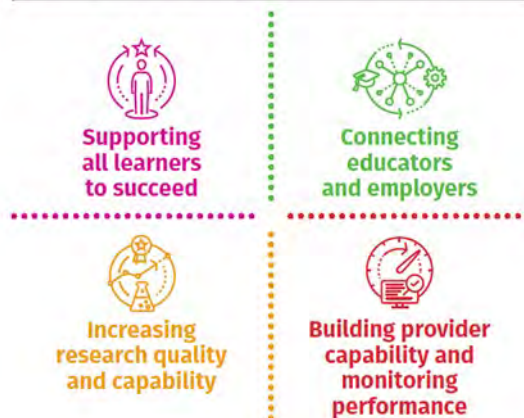 Supporting
all learners
to succeed
Connecting
educators
and employers
Increasing
research quality
and capability
Building provider
capability and
monitoring
performance